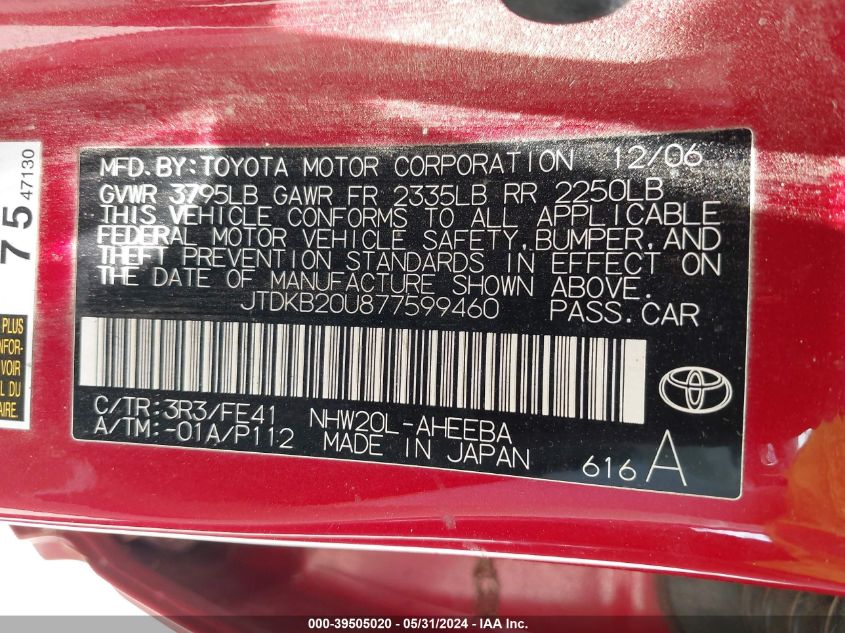 MFD.BY:TOYOTA MOTOR CORPORATION 12/06
GVWR 3795LB GAWR FR 2335LB RR 2250LB
THIS VEHICLE CONFORMS TO ALL APPLICABLE
FEDERAL MOTOR VEHICLE SAFETY,BUMPER,AND
THEFT PREVENTION STANDARDS IN EFFECT ON
THE DATE OF MANUFACTURE SHOWN ABOVE.
JTDKB20U877599460 PASS.CAR
C/TR:3R3/FE41 NHW20L-AHEEBA
A/TM:-01A/P112 MADE IN JAPAN
616 A
75
47130
PLUS
NFOR-
VOIR
L DU
AIRE.
000-39505020 - 05/31/2024 - IAA Inc.